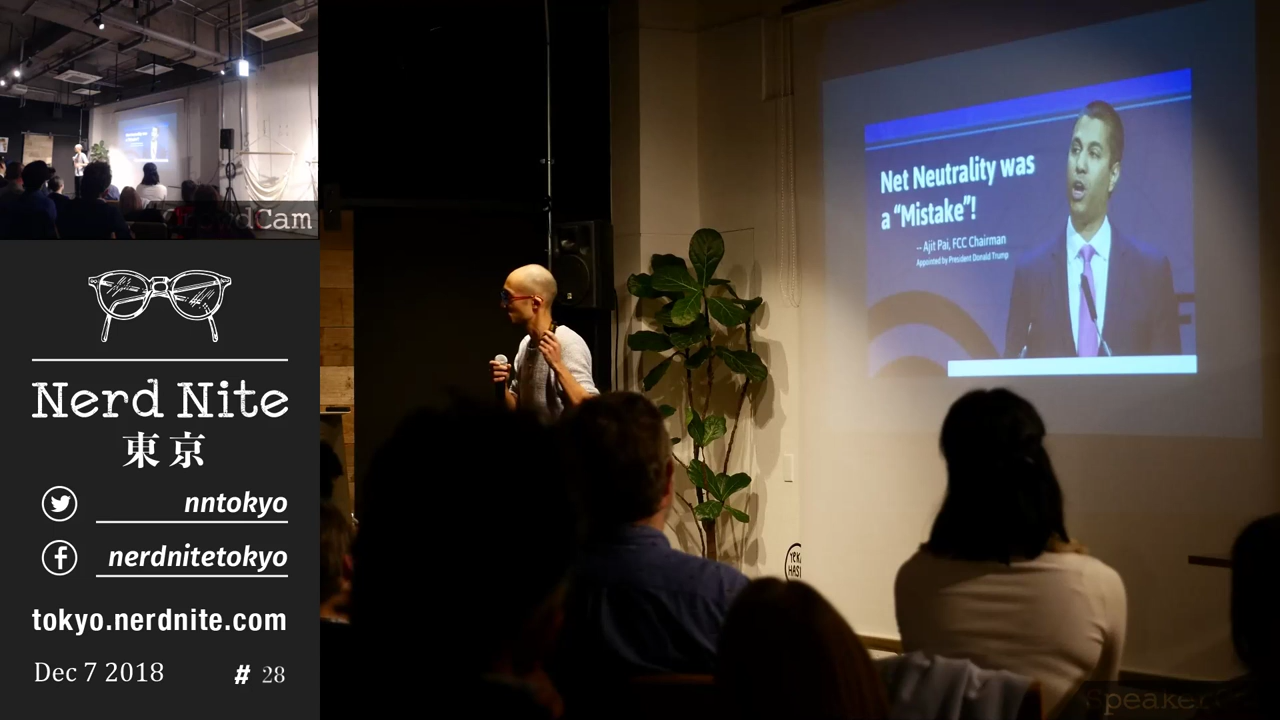 Nerd Nite
東京
nntokyo
nerdnitetokyo
tokyo.nerdnite.com
Dec 7 2018 # 28
Net Neutrality was
a “Mistake”!
-- Ajit Pai, FCC Chairman
Appointed by President Donald Trump